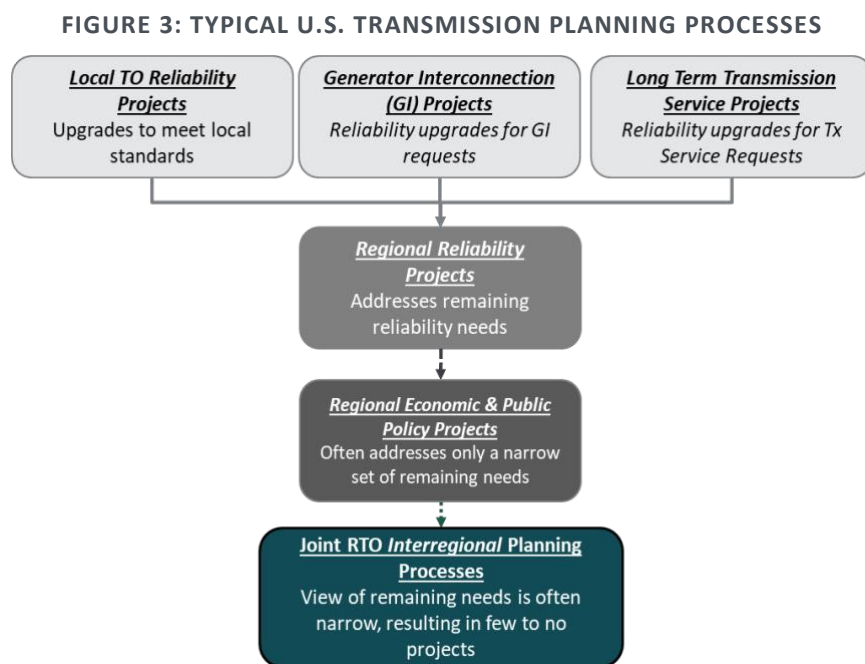 FIGURE 3: TYPICAL U.S. TRANSMISSION PLANNING PROCESSES
Local TO Reliability
Projects
Upgrades to meet local
standards
Generator Interconnection
(GI) Projects
Reliability upgrades for GI
requests
Long Term Transmission
Service Projects
Reliability upgrades for Tx
Service Requests
Regional Reliability
Projects
Addresses remaining
reliability needs
Regional Economic & Public
Policy Projects
Often addresses only a narrow
set of remaining needs
Joint RTO Interregional Planning
Processes
View of remaining needs is often
narrow, resulting in few to no
projects